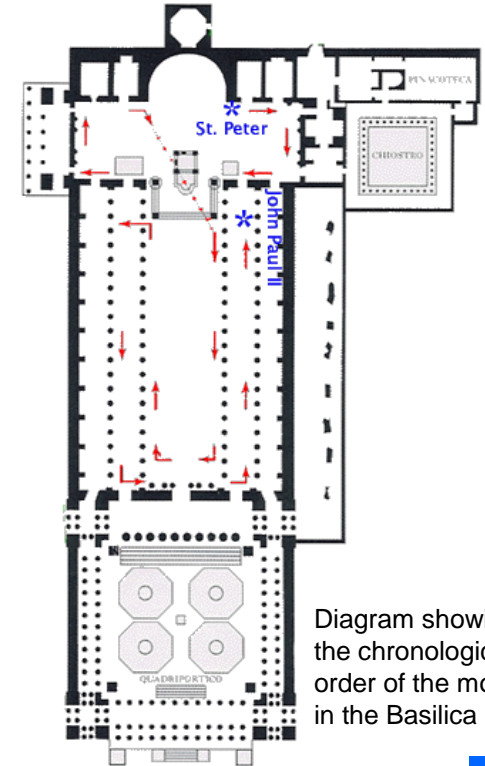 PINACOTECA
St. Peter
CHIOSTRO
John Paul II
QUADRIPORTICO
Diagram showi
the chronologic
order of the mo
in the Basilica